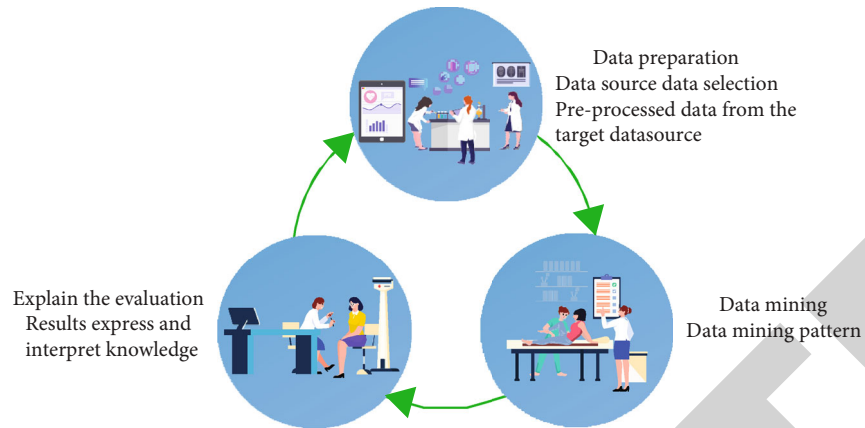 Data preparation
Data source data selection
Pre-processed data from the
target datasource
Explain the evaluation
Results express and
interpret knowledge
Data mining
Data mining pattern